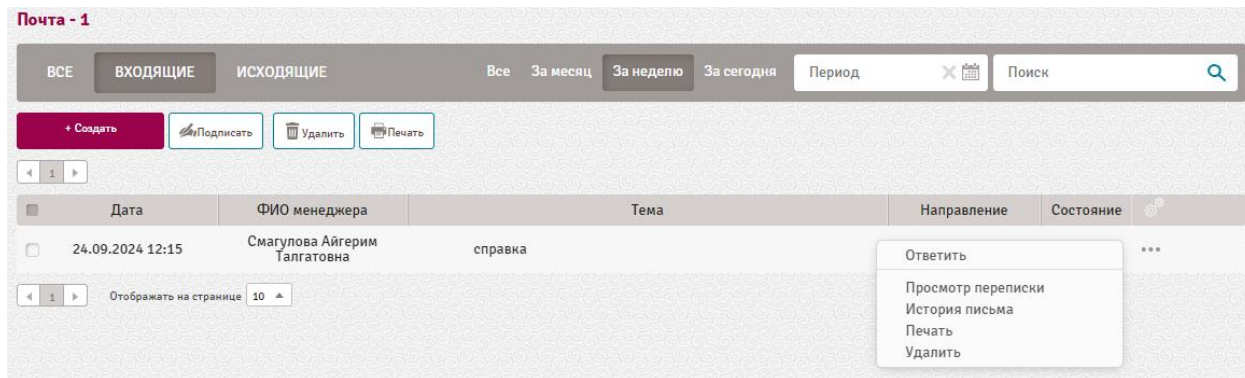 Почта - 1
ВСЕ ВХОДЯЩИЕ ИСХОДЯЩИЕ Все За месяц За неделю За сегодня Период Поиск
+ Создать Подписать Удалить Печать
1
Дата ФИО менеджера Тема Направление Состояние
24.09.2024 12:15 Смагулова Айгерим Талгатовна справка
Ответить
1 Отображать на странице 10
Просмотр переписки
История письма
Печать
Удалить